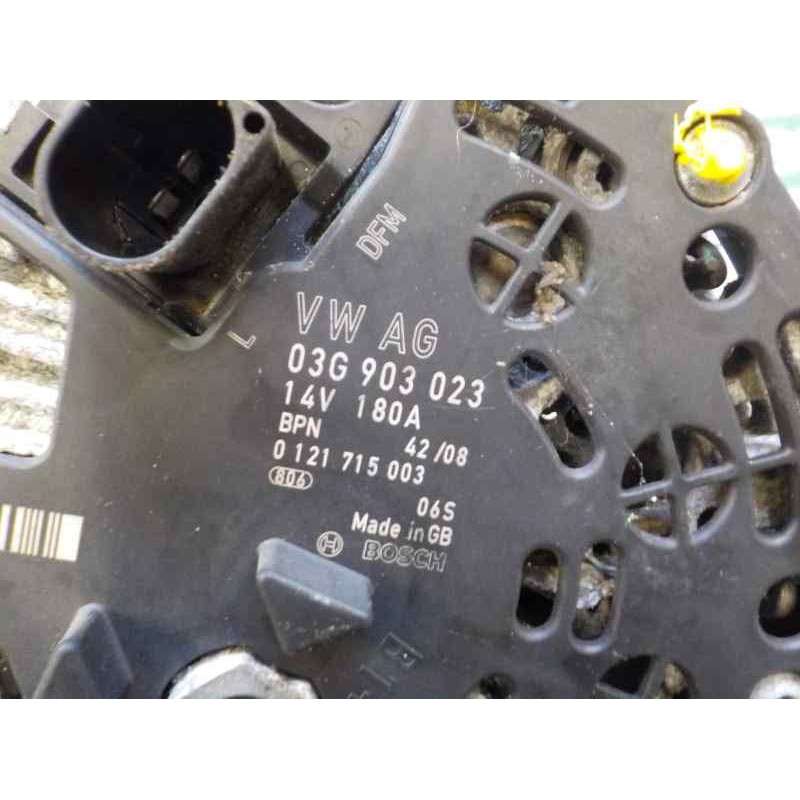 DFM
L
VW AG
03G 903 023
14V 180A
BPN 42/08
0 121 715 003
806
06S
Made in GB
BOSCH
B1+